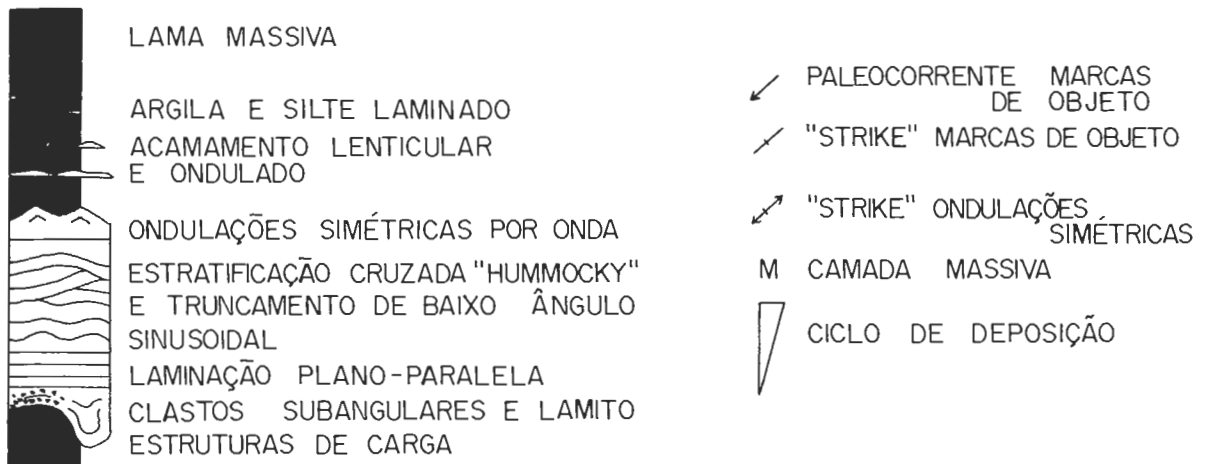 LAMA MASSIVA
ARGILA E SILTE LAMINADO
ACAMAMENTO LENTICULAR
E ONDULADO
ONDULAÇÕES SIMÉTRICAS POR ONDA
ESTRATIFICAÇÃO CRUZADA "HUMMOCKY"
E TRUNCAMENTO DE BAIXO ÂNGULO
SINUSOIDAL
LAMINAÇÃO PLANO-PARALELA
CLASTOS SUBANGULARES E LAMITO
ESTRUTURAS DE CARGA
PALEOCORRENTE MARCAS
DE OBJETO
"STRIKE" MARCAS DE OBJETO
"STRIKE" ONDULAÇÕES
SIMÉTRICAS
M CAMADA MASSIVA
CICLO DE DEPOSIÇÃO